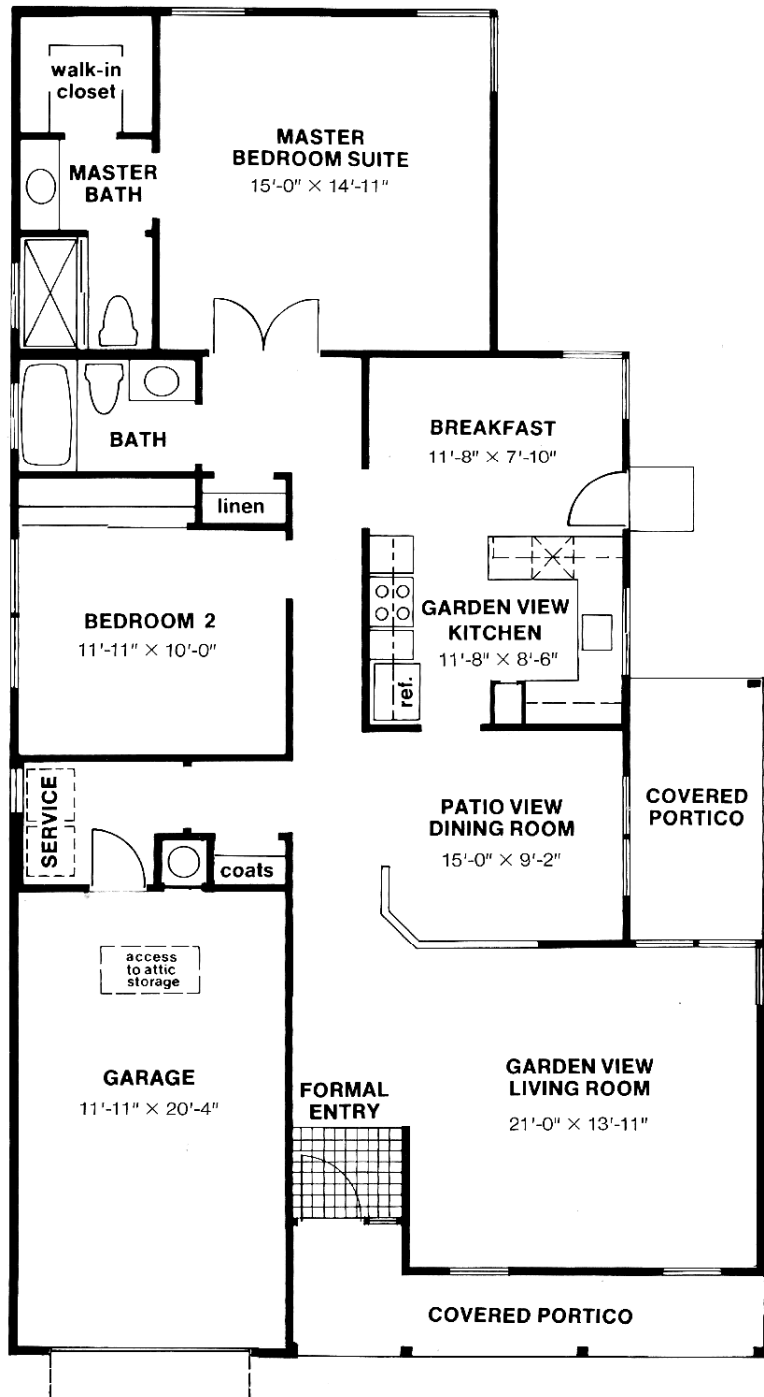 walk-in
closet
MASTER
BEDROOM SUITE
15'-0" × 14'-11"
MASTER
BATH
BATH
BREAKFAST
11'-8" × 7'-10"
linen
BEDROOM 2
11'-11" × 10'-0"
GARDEN VIEW
KITCHEN
11'-8" × 8'-6"
ref.
SERVICE
coats
PATIO VIEW
DINING ROOM
15'-0" × 9'-2"
COVERED
PORTICO
access
to attic
storage
GARAGE
11'-11" × 20'-4"
FORMAL
ENTRY
GARDEN VIEW
LIVING ROOM
21'-0" × 13'-11"
COVERED PORTICO